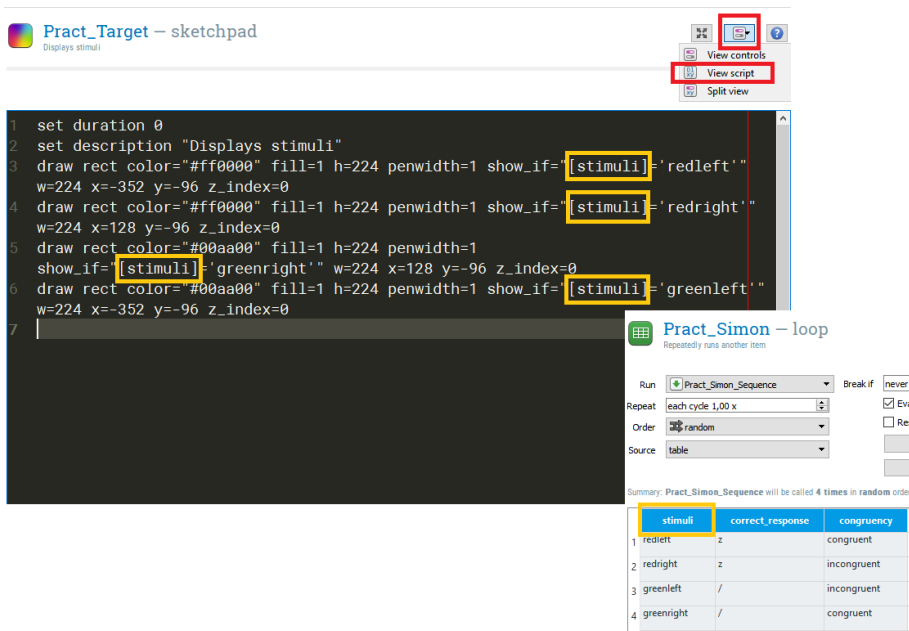 Pract_Target — sketchpad
Displays stimuli
View controls
View script
Split view
1 set duration 0
2 set description "Displays stimuli"
3 draw rect color="#ff0000" fill=1 h=224 penwidth=1 show_if="[stimuli]='redleft'"
w=224 x=-352 y=-96 z_index=0
4 draw rect color="#ff0000" fill=1 h=224 penwidth=1 show_if="[stimuli]='redright'"
w=224 x=128 y=-96 z_index=0
5 draw rect color="#00aa00" fill=1 h=224 penwidth=1
show_if="[stimuli]='greenright'" w=224 x=128 y=-96 z_index=0
6 draw rect color="#00aa00" fill=1 h=224 penwidth=1 show_if="[stimuli]='greenleft'"
w=224 x=-352 y=-96 z_index=0
7
Pract_Simon — loop
Repeatedly runs another item
Run Pract_Simon_Sequence Break if never
Repeat each cycle 1,00 x Eva
Order random Re
Source table
Summary: Pract_Simon_Sequence will be called 4 times in random order
stimuli correct_response congruency
1 redleft z congruent
2 redright z incongruent
3 greenleft / incongruent
4 greenright / congruent